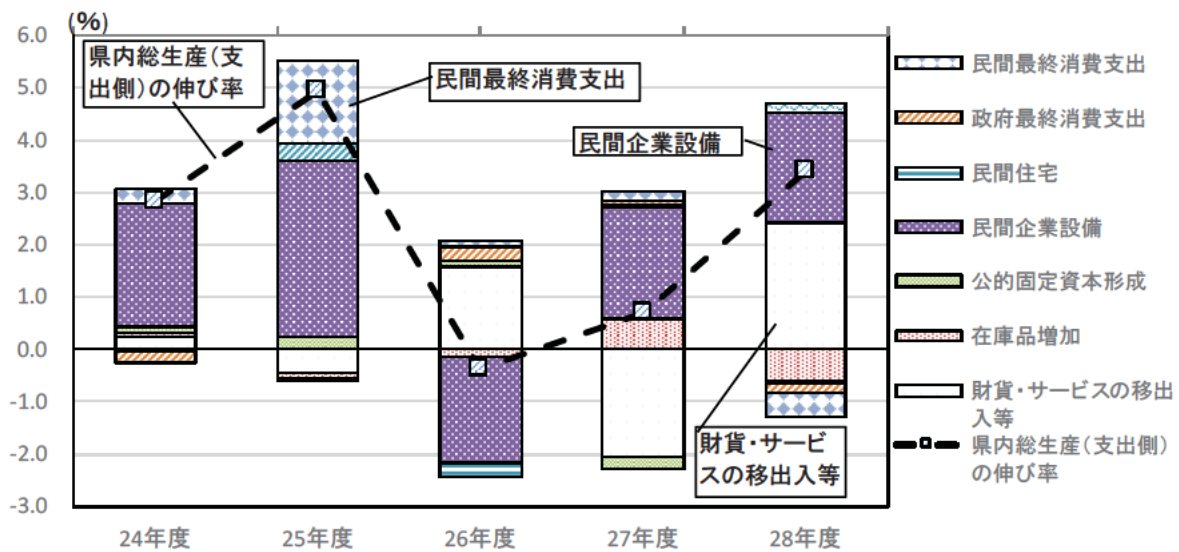 (%)
6.0
5.0
4.0
3.0
2.0
1.0
0.0
-1.0
-2.0
-3.0
県内総生産(支
出側)の伸び率
民間最終消費支出
民間企業設備
財貨・サービ
スの移出入等
24年度
25年度
26年度
27年度
28年度
民間最終消費支出
政府最終消費支出
民間住宅
民間企業設備
公的固定資本形成
在庫品増加
財貨・サービスの移出
入等
県内総生産(支出側)
の伸び率